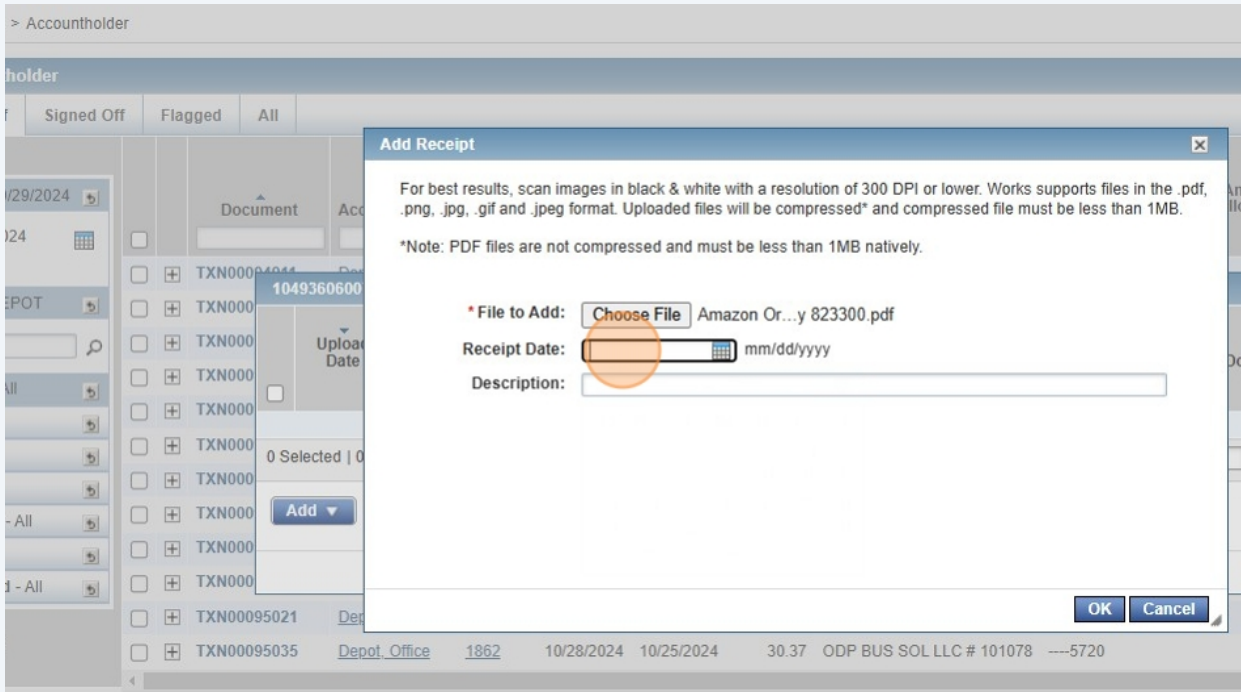 > Accountholder
holder
Signed Off Flagged All
Add Receipt
For best results, scan images in black & white with a resolution of 300 DPI or lower. Works supports files in the .pdf,
.png, .jpg, .gif and .jpeg format. Uploaded files will be compressed* and compressed file must be less than 1MB.
*Note: PDF files are not compressed and must be less than 1MB natively.
*File to Add: Choose File Amazon Or...y 823300.pdf
Receipt Date: mm/dd/yyyy
Description:
OK Cancel
/29/2024
024
EPOT
All
- All
d - All
Document Acc
TXN00094011
1049360600
TXN000
Upload
Date
TXN000
TXN000
TXN000
TXN000
0 Selected | 0
TXN000
TXN000
Add
TXN000
TXN000
TXN00095021 Dep
TXN00095035 Depot, Office 1862 10/28/2024 10/25/2024 30.37 ODP BUS SOL LLC # 101078 ----5720